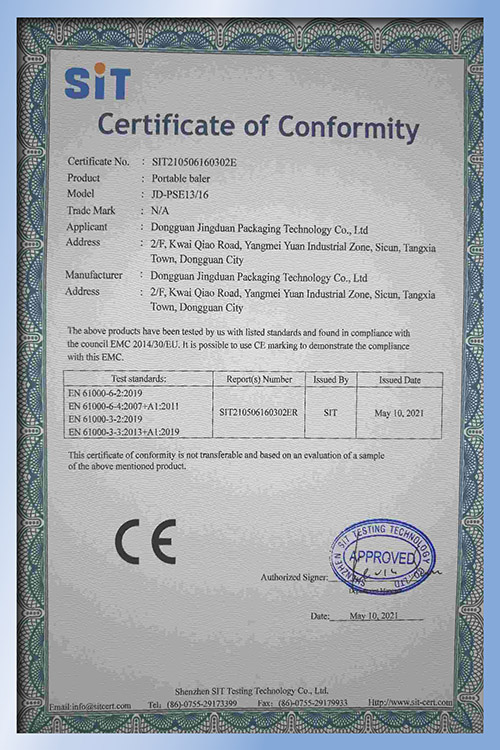 SiT
Certificate of Conformity
Certificate No. : SIT210506160302E
Product : Portable baler
Model : JD-PSE13/16
Trade Mark : N/A
Applicant : Dongguan Jingduan Packaging Technology Co., Ltd
Address : 2/F, Kwai Qiao Road, Yangmei Yuan Industrial Zone, Sicun, Tangxia
Town, Dongguan City
Manufacturer : Dongguan Jingduan Packaging Technology Co., Ltd
Address : 2/F, Kwai Qiao Road, Yangmei Yuan Industrial Zone, Sicun, Tangxia
Town, Dongguan City
The above products have been tested by us with listed standards and found in compliance with
the council EMC 2014/30/EU. It is possible to use CE marking to demonstrate the compliance
with this EMC.
Test standards: Report(s) Number Issued By Issued Date
EN 61000-6-2:2019
EN 61000-6-4:2007+A1:2011
EN 61000-3-2:2019
EN 61000-3-3:2013+A1:2019
SIT210506160302ER SIT May 10, 2021
This certificate of conformity is not transferable and based on an evaluation of a sample
of the above mentioned product.
CE
SHENZHEN SIT TESTING TECHNOLOGY CO., LTD
APPROVED
Authorized Signer:
Date: May 10, 2021
Shenzhen SIT Testing Technology Co., Ltd.
Email:info@sitcert.com Tel: (86)-0755-29173399 Fax: (86)-0755-29179933 Http://www.sit-cert.com